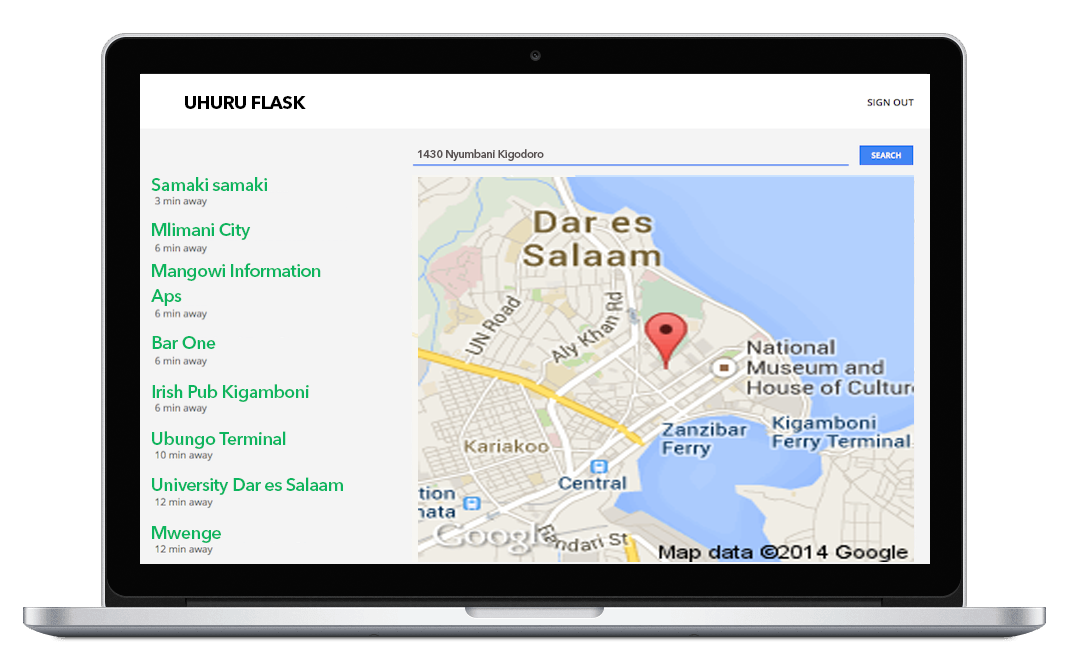 UHURU FLASK
SIGN OUT
1430 Nyumbani Kigodoro
SEARCH
Samaki samaki
3 min away
Mlimani City
6 min away
Mangowi Information
Aps
6 min away
Bar One
6 min away
Irish Pub Kigamboni
6 min away
Ubungo Terminal
10 min away
University Dar es Salaam
12 min away
Mwenge
12 min away
Dar es
Salaam
UN Road
Aly Khan Rd
National
Museum and
House of Cultur
Zanzibar
Ferry
Kigamboni
Ferry Terminal
Kariakoo
Central
tion
nata
Google
andari St
Map data ©2014 Google